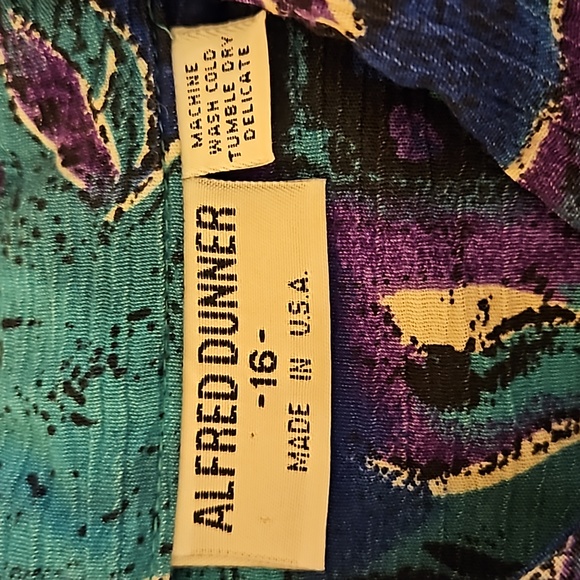 MACHINE
WASH COLD
TUMBLE DRY
DELICATE
ALFRED DUNNER
-16-
MADE IN U.S.A.